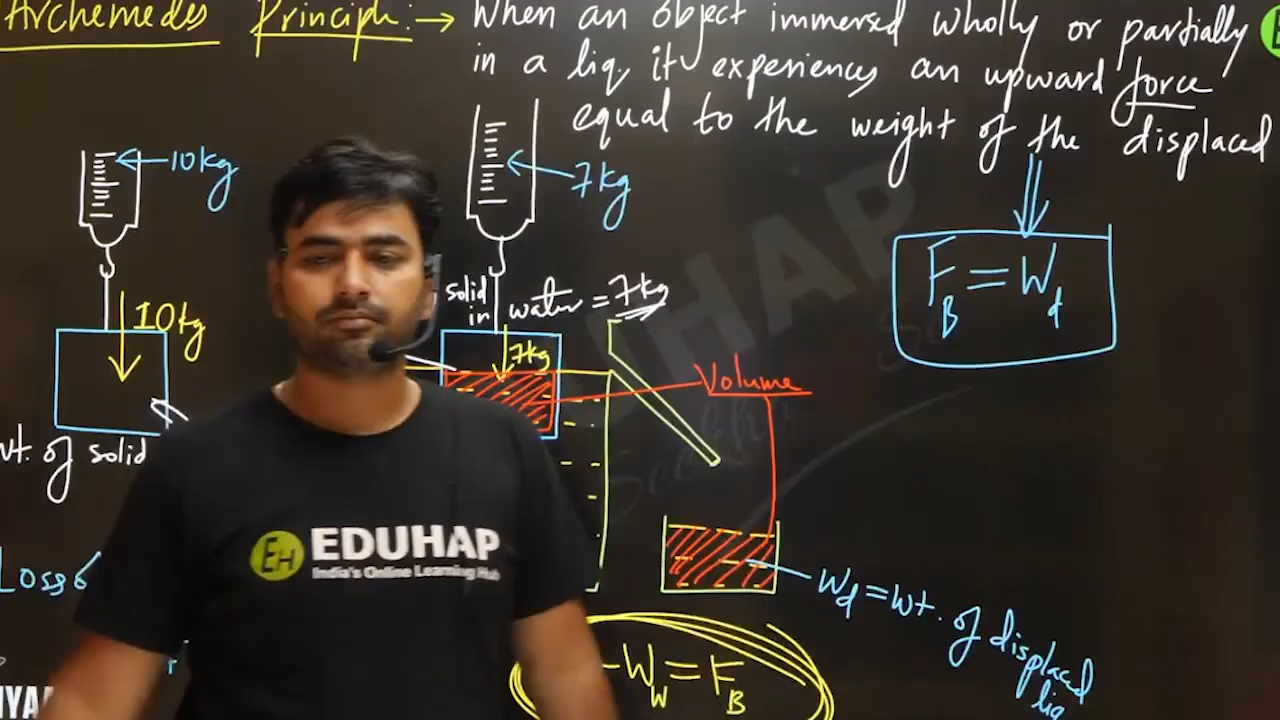 Archemedes Principle:→ When an object immersed wholly or partially
in a liq, it experiences an upward force
equal to the weight of the displaced
10kg
7kg
F_B = W_d
solid in water = 7kg
10kg
7kg
Volume
wt. of solid
EDUHAP
India's Online Learning Hub
EH
Loss
W_d = wt. of displaced liq
- W_w = F_B